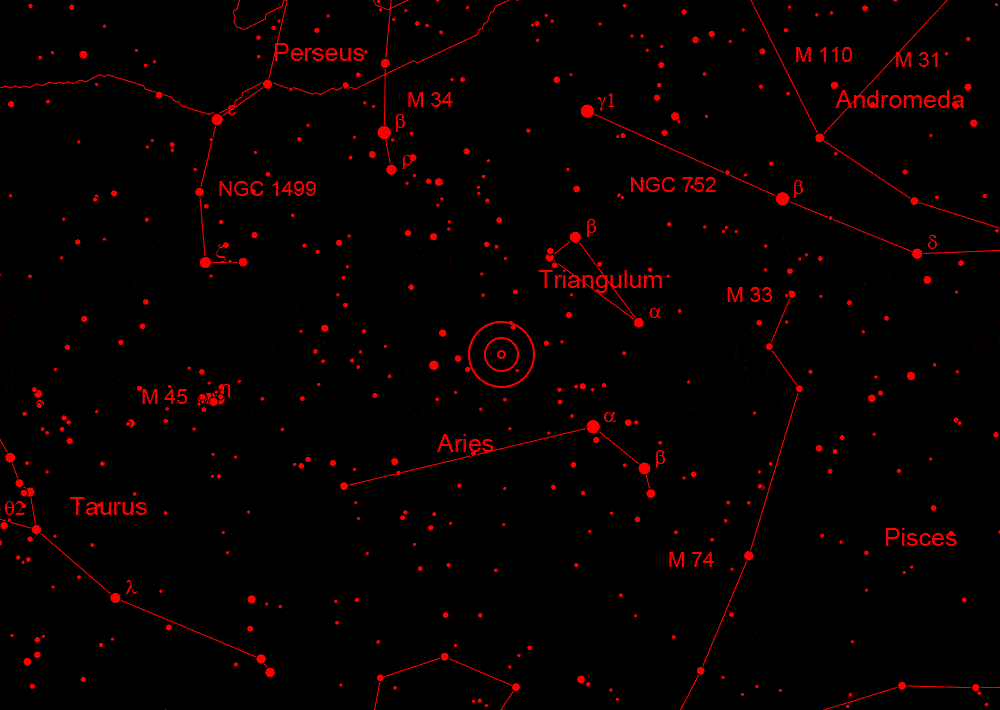 Perseus
M 110
M 31
ε
M 34
γ1
Andromeda
β
ρ
NGC 1499
NGC 752
β
ζ
β
δ
Triangulum
M 33
α
M 45
η
α
Aries
β
θ2
Taurus
Pisces
M 74
λ